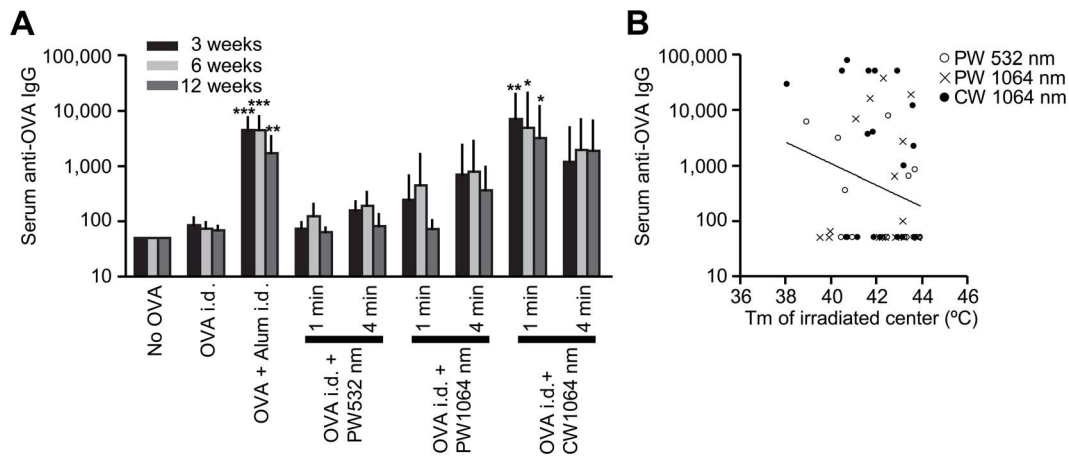 A
Serum anti-OVA IgG
100,000
10,000
1,000
100
10
3 weeks
6 weeks
12 weeks
***
***
**
**
*
*
No OVA
OVA i.d.
OVA + Alum i.d.
1 min
4 min
OVA i.d. +
PW532 nm
1 min
4 min
OVA i.d. +
PW1064 nm
1 min
4 min
OVA i.d.+
CW1064 nm
B
Serum anti-OVA IgG
100,000
10,000
1,000
100
10
36 38 40 42 44 46
Tm of irradiated center (ºC)
PW 532 nm
PW 1064 nm
CW 1064 nm